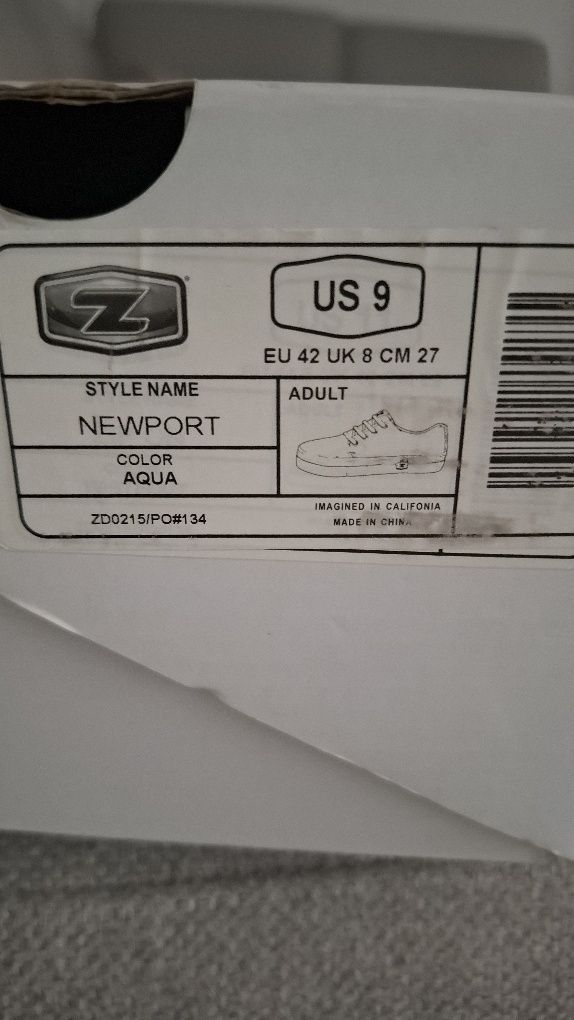 Z
US 9
EU 42 UK 8 CM 27
STYLE NAME
NEWPORT
ADULT
COLOR
AQUA
ZD0215/PO#134
IMAGINED IN CALIFONIA
MADE IN CHINA